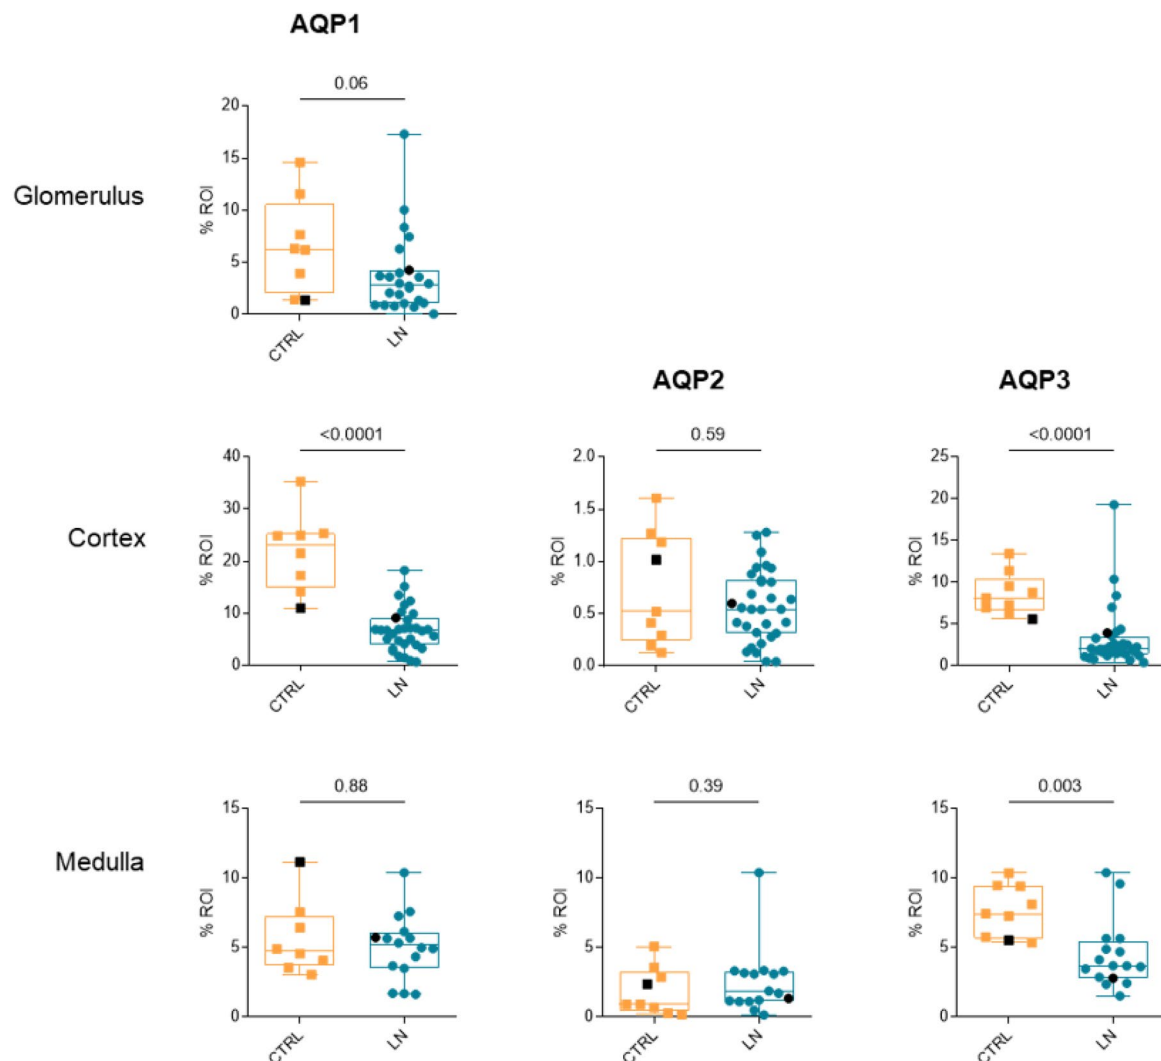 AQP1
0.06
Glomerulus
% ROI
20
15
10
5
0
CTRL
LN
AQP2
AQP3
<0.0001
0.59
<0.0001
Cortex
% ROI
40
30
20
10
0
CTRL
LN
% ROI
2.0
1.5
1.0
0.5
0.0
CTRL
LN
% ROI
25
20
15
10
5
0
CTRL
LN
0.88
0.39
0.003
Medulla
% ROI
15
10
5
0
CTRL
LN
% ROI
15
10
5
0
CTRL
LN
% ROI
15
10
5
0
CTRL
LN